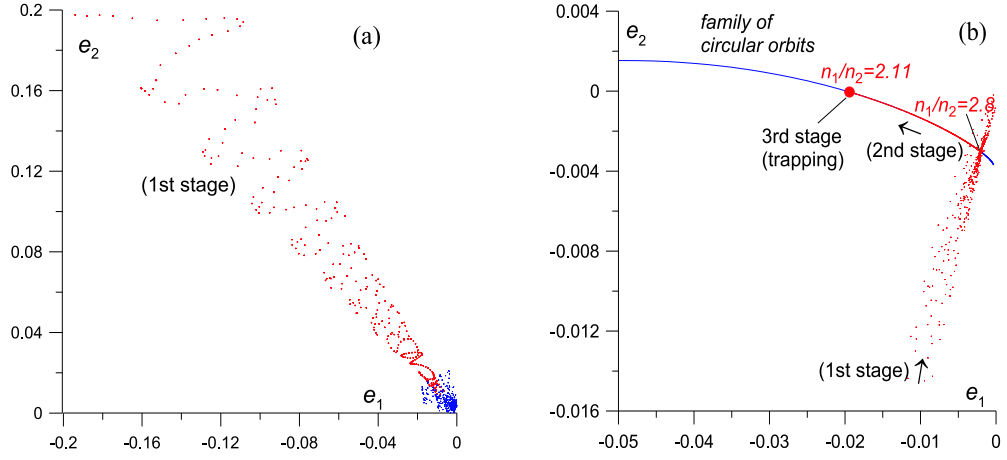 (a)
0.2
e2
0.16
0.12
(1st stage)
0.08
0.04
e1
0
-0.2
-0.16
-0.12
-0.08
-0.04
0
(b)
0.004
e2
family of
circular orbits
n1/n2=2.11
n1/n2=2.8
0
3rd stage
(trapping)
(2nd stage)
-0.004
-0.008
-0.012
(1st stage)
e1
-0.016
-0.05
-0.04
-0.03
-0.02
-0.01
0